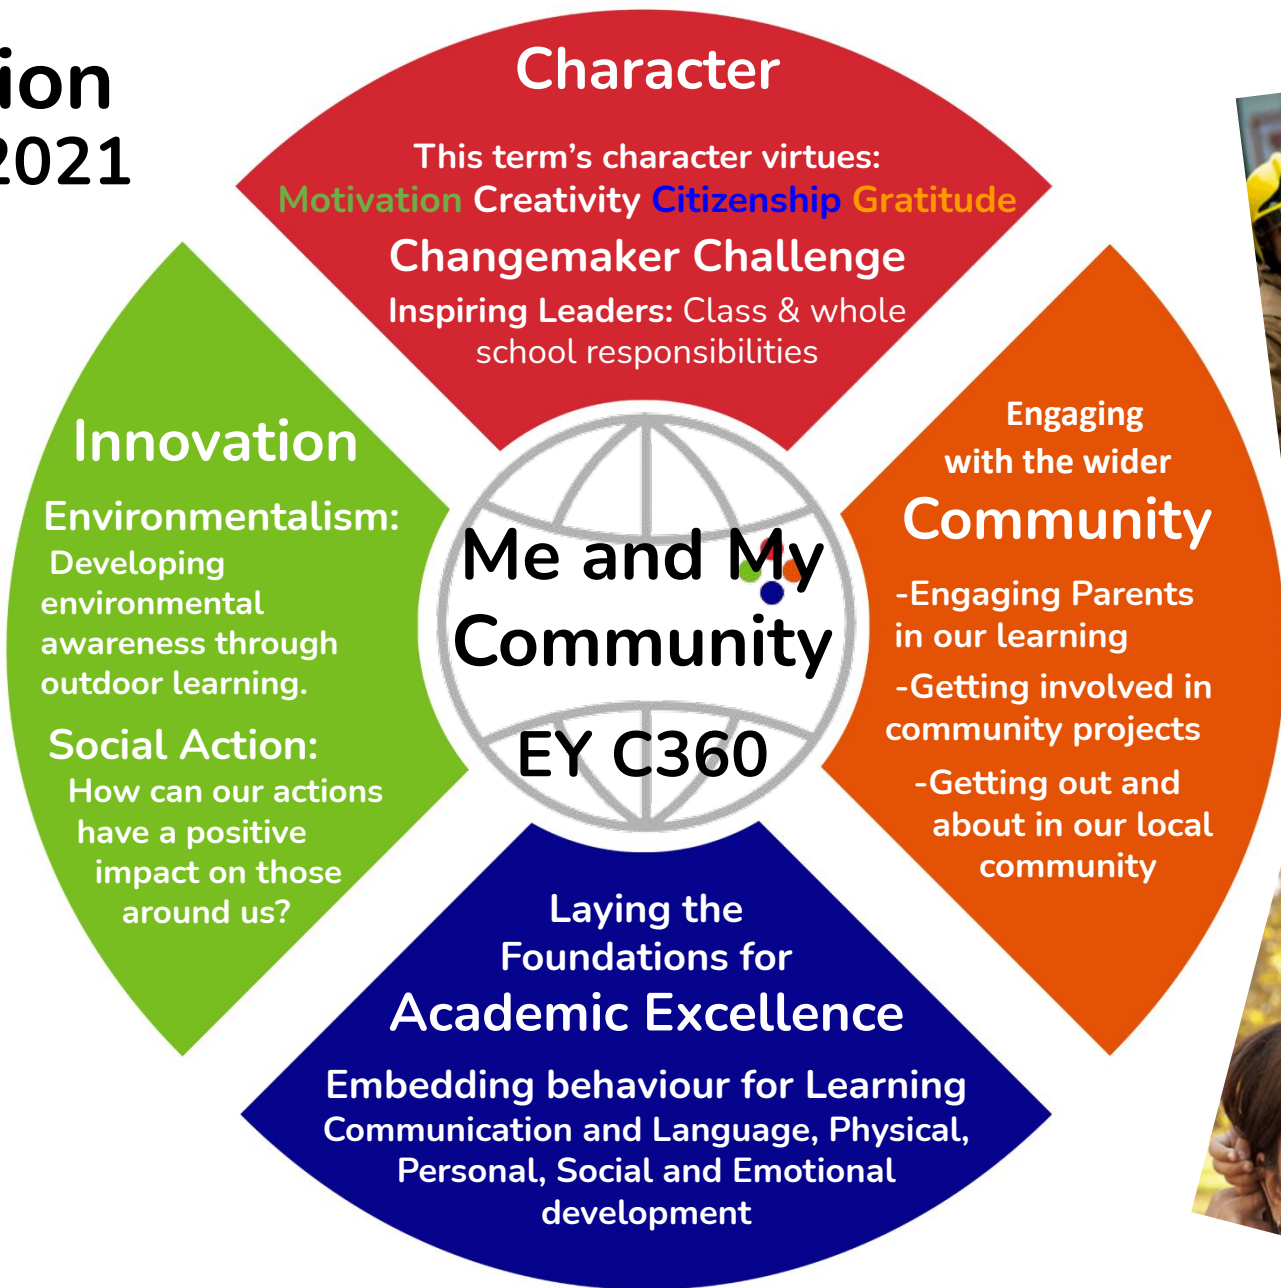 ion
2021
Character
This term's character virtues:
Motivation Creativity Citizenship Gratitude
Changemaker Challenge
Inspiring Leaders: Class & whole
school responsibilities
Innovation
Environmentalism:
Developing
environmental
awareness through
outdoor learning.
Social Action:
How can our actions
have a positive
impact on those
around us?
Me and My
Community
EY C360
Engaging
with the wider
Community
-Engaging Parents
in our learning
-Getting involved in
community projects
-Getting out and
about in our local
community
Laying the
Foundations for
Academic Excellence
Embedding behaviour for Learning
Communication and Language, Physical,
Personal, Social and Emotional
development